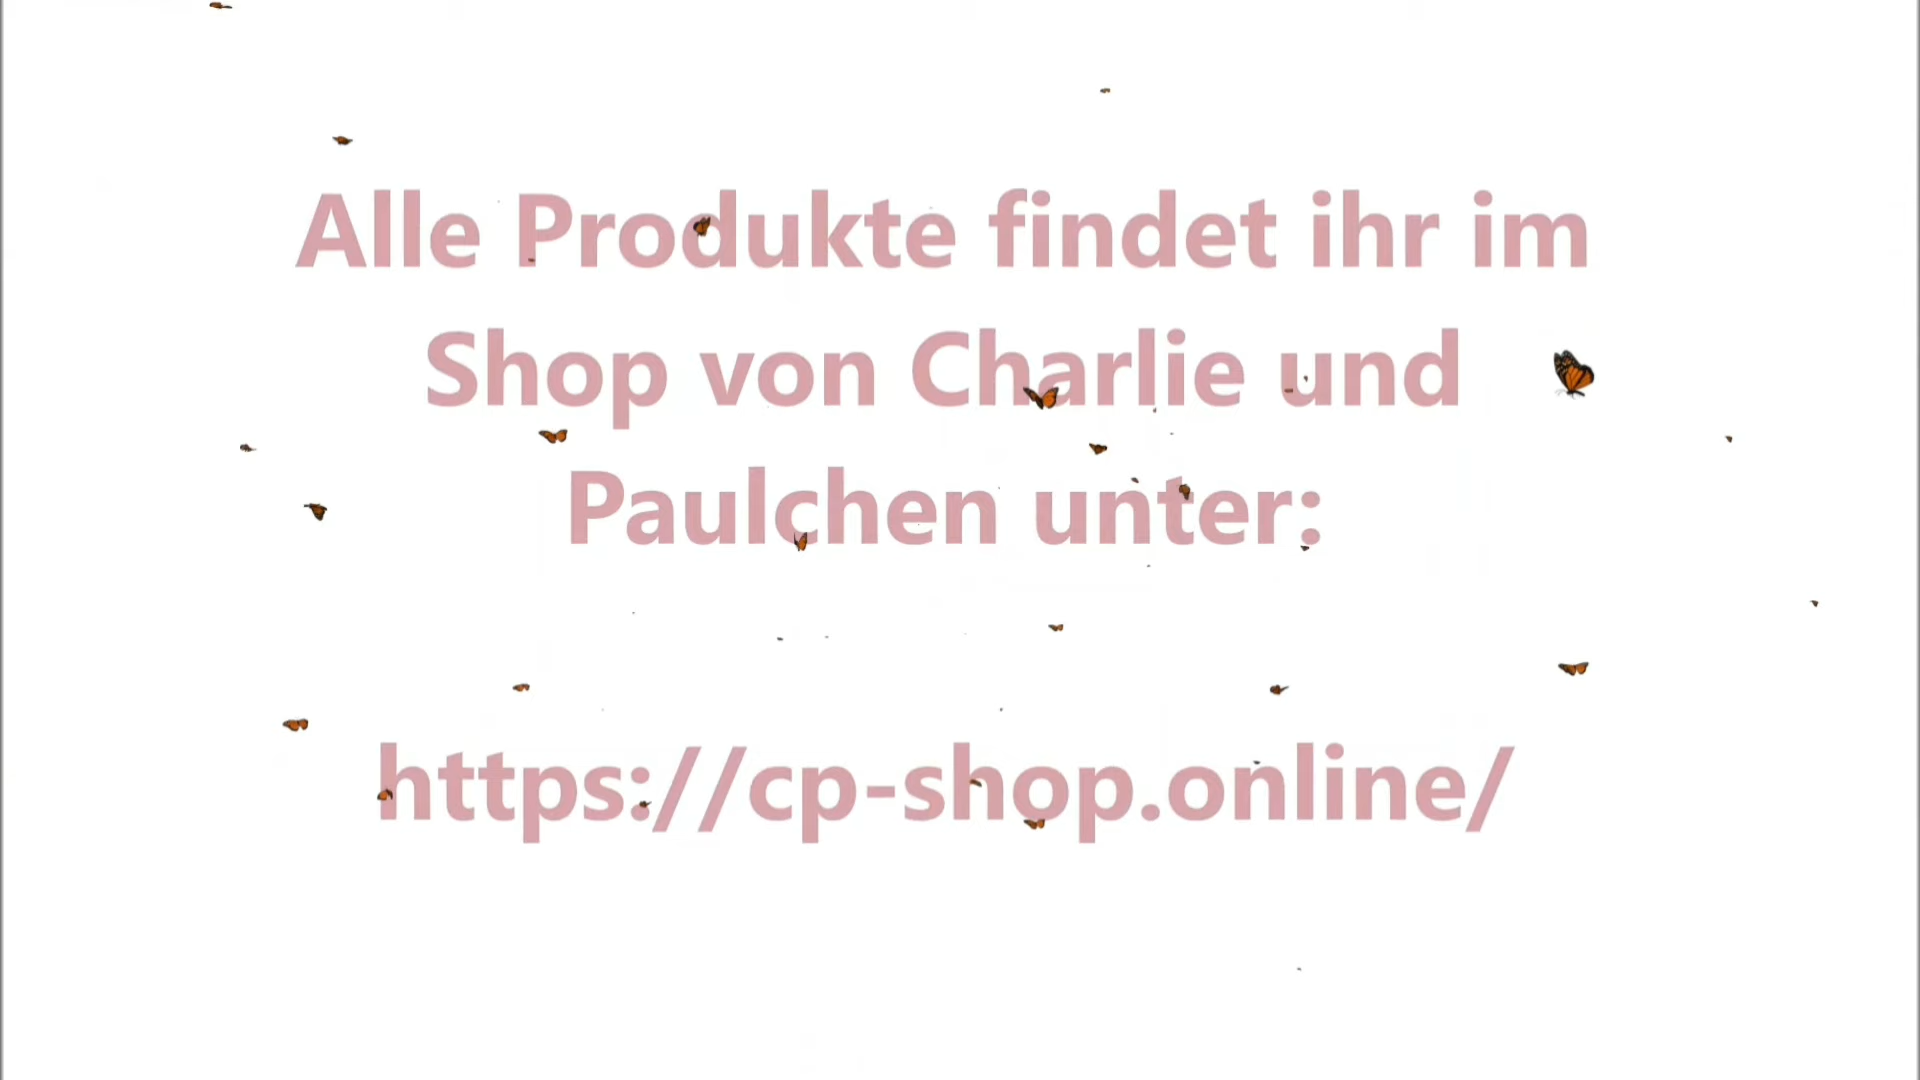 Alle Produkte findet ihr im
Shop von Charlie und
Paulchen unter:
https://cp-shop.online/